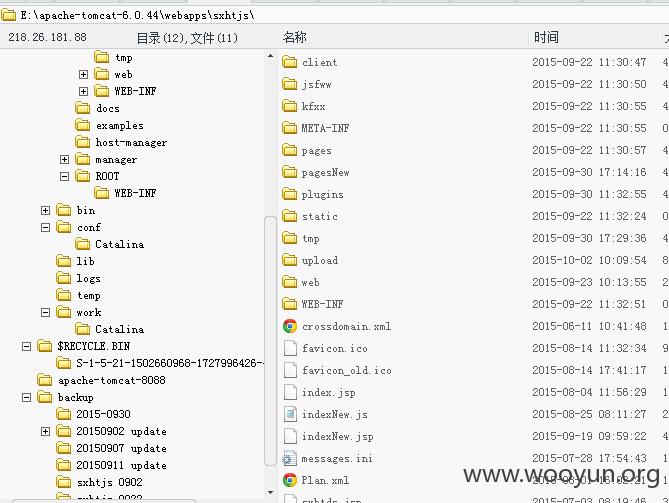 E:\apache-tomcat-6.0.44\webapps\sxhtjs\
218.26.181.88 目录(12),文件(11) 名称 时间
tmp
web
WEB-INF
docs
examples
host-manager
manager
ROOT
WEB-INF
bin
conf
Catalina
lib
logs
temp
work
Catalina
$RECYCLE.BIN
S-1-5-21-1502660968-1727996426-
apache-tomcat-8088
backup
2015-0930
20150902 update
20150907 update
20150911 update
sxhtjs 0902
client 2015-09-22 11:30:47 4
jsfww 2015-09-22 11:30:50 4
kfxx 2015-09-22 11:30:55 4
META-INF 2015-09-22 11:30:55 0
pages 2015-09-22 11:30:57 4
pagesNew 2015-09-30 17:14:16 4
plugins 2015-09-30 11:32:55 4
static 2015-09-22 11:32:24 0
tmp 2015-09-30 17:29:36 4
upload 2015-10-02 10:09:54 8
web 2015-09-23 10:13:55 2
WEB-INF 2015-09-22 11:32:51 0
crossdomain.xml 2015-06-11 10:41:48 1
favicon.ico 2015-08-14 11:32:34 9
favicon_old.ico 2015-08-14 17:41:17 1
index.jsp 2015-08-04 11:56:29 1
indexNew.js 2015-08-25 08:11:27 2
indexNew.jsp 2015-09-19 09:59:22 4
messages.ini 2015-07-28 17:54:43 1
Plan.xml
www.wooyun.org